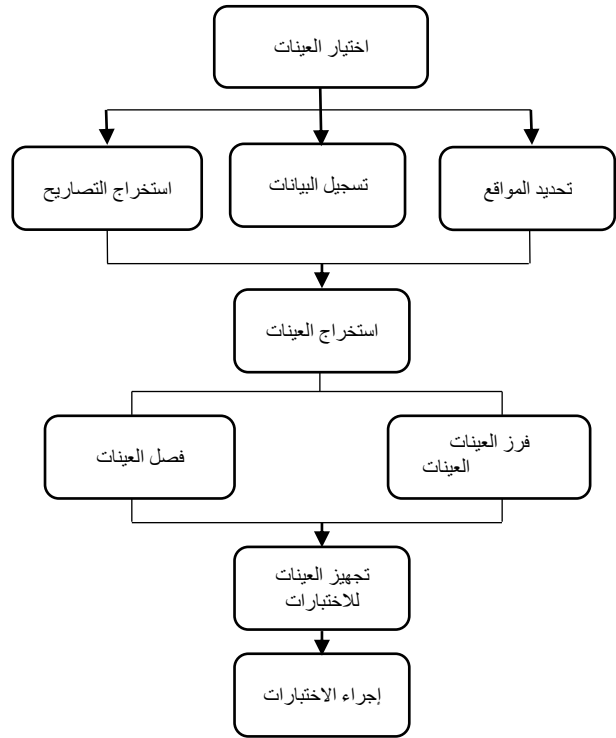 اختيار العينات
تحديد المواقع
تسجيل البيانات
استخراج التصاريح
استخراج العينات
فرز العينات
العينات
فصل العينات
تجهيز العينات
للاختبارات
إجراء الاختبارات